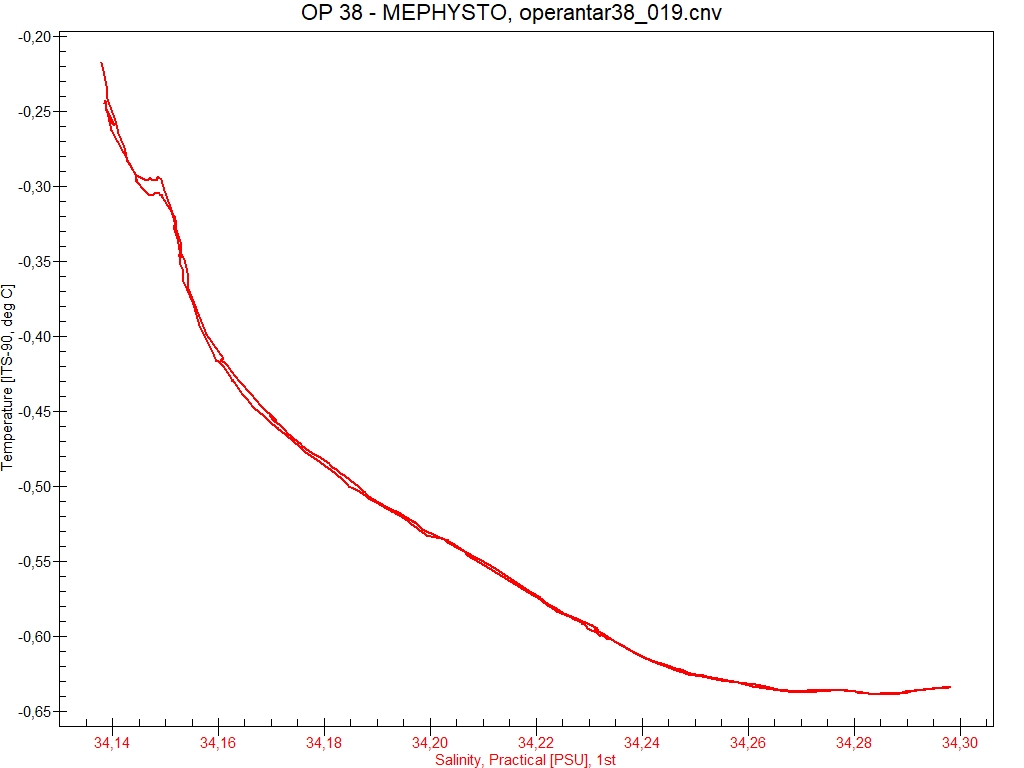 OP 38 - MEPHYSTO, operantar38_019.cnv
-0,20
-0,25
-0,30
-0,35
-0,40
-0,45
-0,50
-0,55
-0,60
-0,65
Temperature [ITS-90, deg C]
34,14 34,16 34,18 34,20 34,22 34,24 34,26 34,28 34,30
Salinity, Practical [PSU], 1st